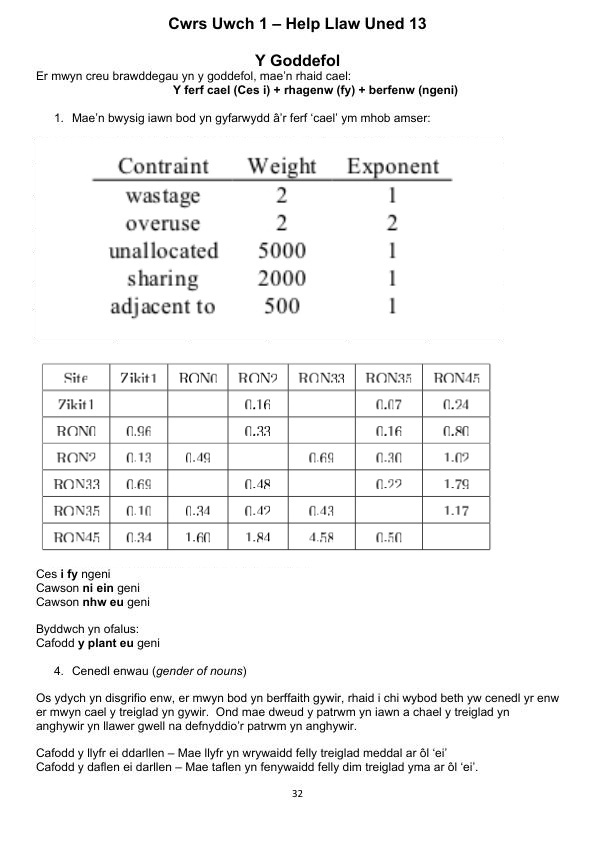 Cwrs Uwch 1 – Help Llaw Uned 13
Y Goddefol
Er mwyn creu brawddegau yn y goddefol, mae'n rhaid cael:
Y ferf cael (Ces i) + rhagenw (fy) + berfenw (ngeni)
1. Mae'n bwysig iawn bod yn gyfarwydd â'r ferf 'cael' ym mhob amser:
Contraint Weight Exponent
wastage 2 1
overuse 2 2
unallocated 5000 1
sharing 2000 1
adjacent to 500 1
Site Zikit1 RON0 RON2 RON33 RON35 RON45
Zikit1 0.16 0.07 0.24
RON0 0.96 0.33 0.16 0.80
RON2 0.13 0.49 0.69 0.30 1.02
RON33 0.69 0.48 0.22 1.79
RON35 0.10 0.34 0.42 0.43 1.17
RON45 0.34 1.60 1.84 4.58 0.50
Ces i fy ngeni
Cawson ni ein geni
Cawson nhw eu geni
Byddwch yn ofalus:
Cafodd y plant eu geni
4. Cenedl enwau (gender of nouns)
Os ydych yn disgrifio enw, er mwyn bod yn berffaith gywir, rhaid i chi wybod beth yw cenedl yr enw
er mwyn cael y treiglad yn gywir. Ond mae dweud y patrwm yn iawn a chael y treiglad yn
anghywir yn llawer gwell na defnyddio'r patrwm yn anghywir.
Cafodd y llyfr ei ddarllen – Mae llyfr yn wrywaidd felly treiglad meddal ar ôl 'ei'
Cafodd y daflen ei darllen – Mae taflen yn fenywaidd felly dim treiglad yma ar ôl 'ei'.
32